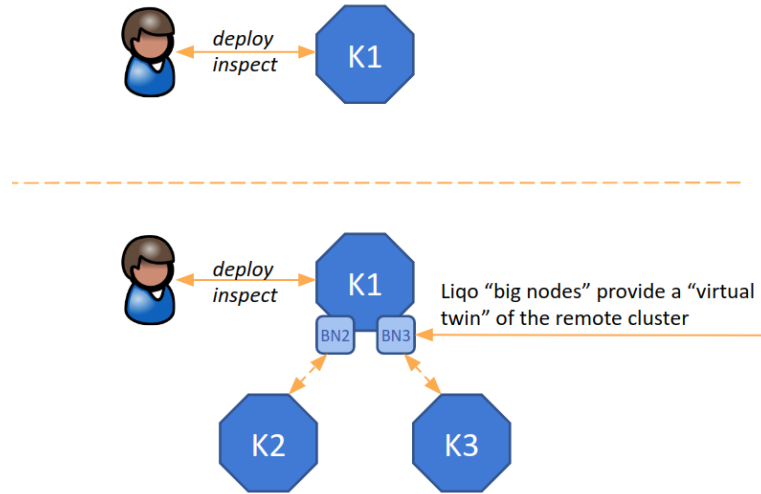 deploy
inspect
K1
deploy
inspect
K1
Liqo “big nodes” provide a “virtual
twin” of the remote cluster
BN2
BN3
K2
K3